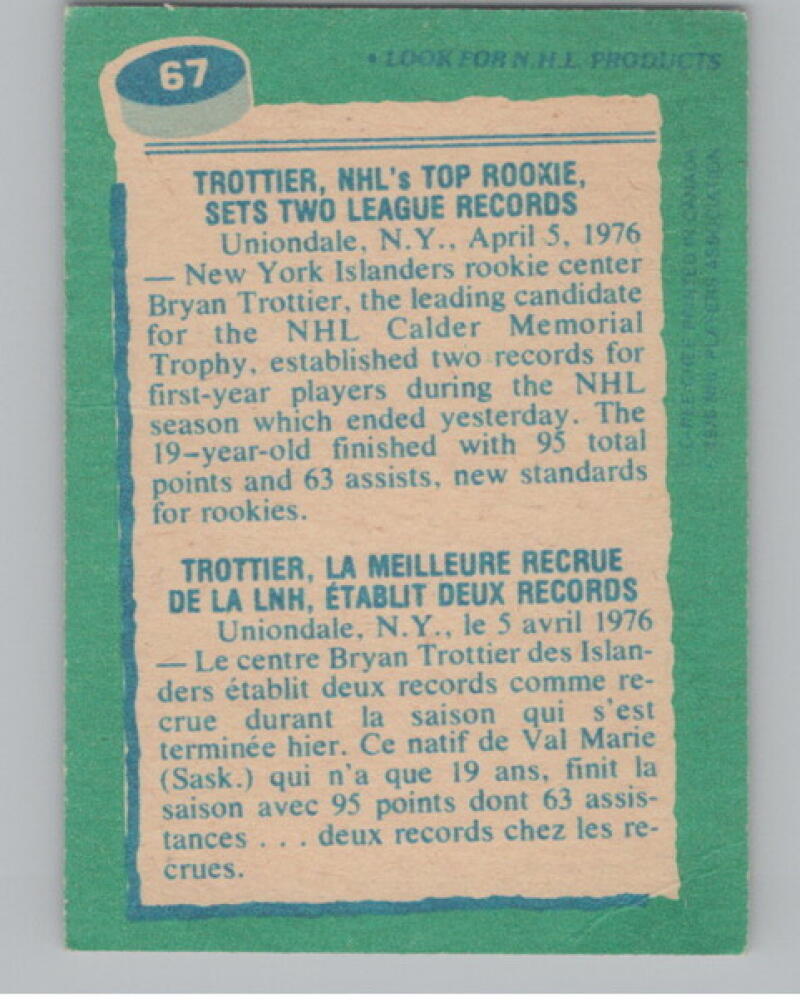 67
• LOOK FOR N.H.L. PRODUCTS
TROTTIER, NHL's TOP ROOKIE,
SETS TWO LEAGUE RECORDS
Uniondale, N.Y., April 5, 1976
— New York Islanders rookie center
Bryan Trottier, the leading candidate
for the NHL Calder Memorial
Trophy, established two records for
first-year players during the NHL
season which ended yesterday. The
19-year-old finished with 95 total
points and 63 assists, new standards
for rookies.
TROTTIER, LA MEILLEURE RECRUE
DE LA LNH, ÉTABLIT DEUX RECORDS
Uniondale, N.Y., le 5 avril 1976
— Le centre Bryan Trottier des Islan-
ders établit deux records comme re-
crue durant la saison qui s'est
terminée hier. Ce natif de Val Marie
(Sask.) qui n'a que 19 ans, finit la
saison avec 95 points dont 63 assis-
tances . . . deux records chez les re-
crues.
PRINTED IN CANADA
PLAYERS ASSOCIATION